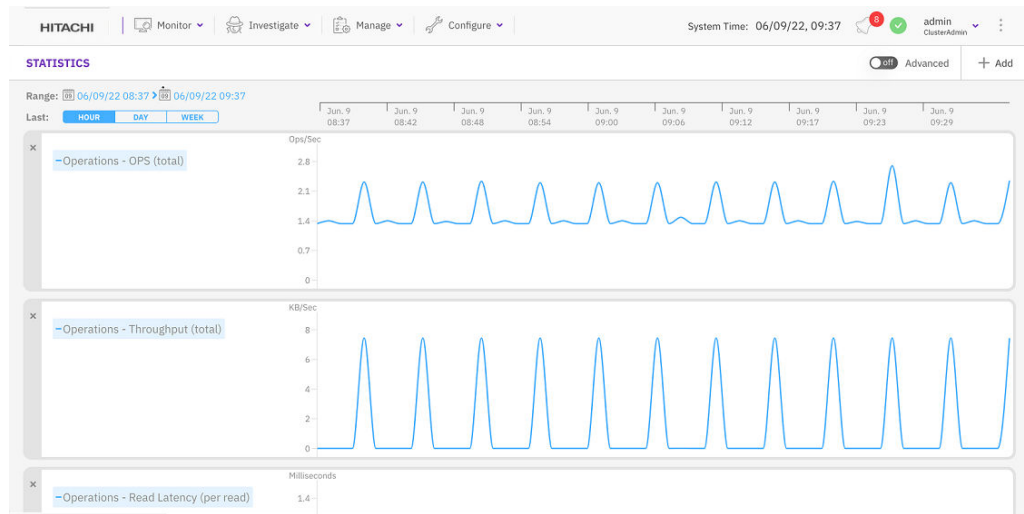 HITACHI Monitor Investigate Manage Configure System Time: 06/09/22, 09:37 8 admin
ClusterAdmin
STATISTICS off Advanced + Add
Range: 09 06/09/22 08:37 > 09 06/09/22 09:37
Last: HOUR DAY WEEK
Jun. 9 Jun. 9 Jun. 9 Jun. 9 Jun. 9 Jun. 9 Jun. 9 Jun. 9 Jun. 9 Jun. 9
08:37 08:42 08:48 08:54 09:00 09:06 09:12 09:17 09:23 09:29
× Ops/Sec
Operations - OPS (total)
2.8
2.1
1.4
0.7
0
× KB/Sec
Operations - Throughput (total)
8
6
4
2
0
× Milliseconds
Operations - Read Latency (per read)
1.4